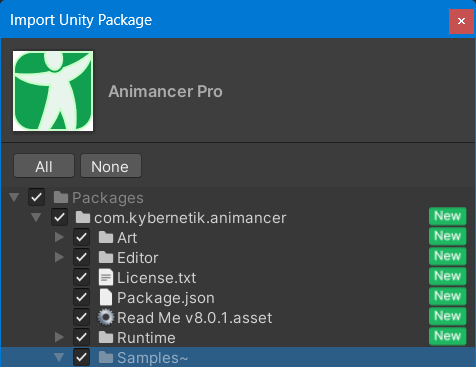 Import Unity Package
Animancer Pro
All None
Packages
com.kybernetik.animancer New
Art New
Editor New
License.txt New
Package.json New
Read Me v8.0.1.asset New
Runtime New
Samples~